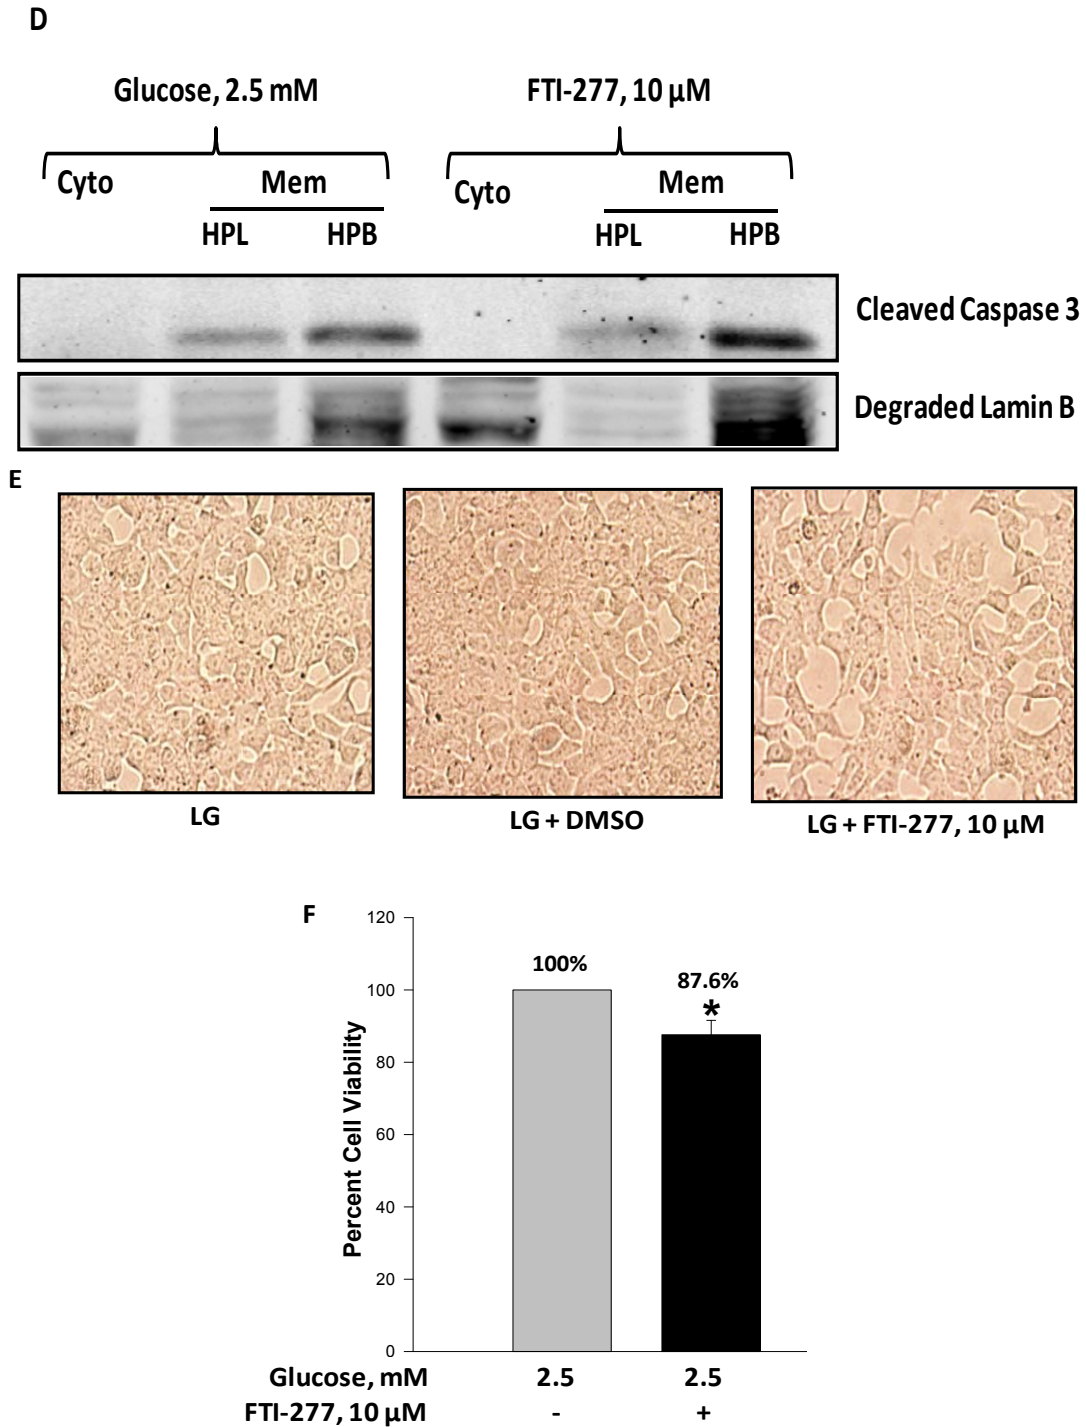 D
Glucose, 2.5 mM FTI-277, 10 µM
Cyto Mem Cyto Mem
HPL HPB HPL HPB
Cleaved Caspase 3
Degraded Lamin B
E
LG LG + DMSO LG + FTI-277, 10 µM
F
120
100
80
60
40
20
0
Percent Cell Viability
100%
87.6%
*
Glucose, mM 2.5 2.5
FTI-277, 10 µM - +